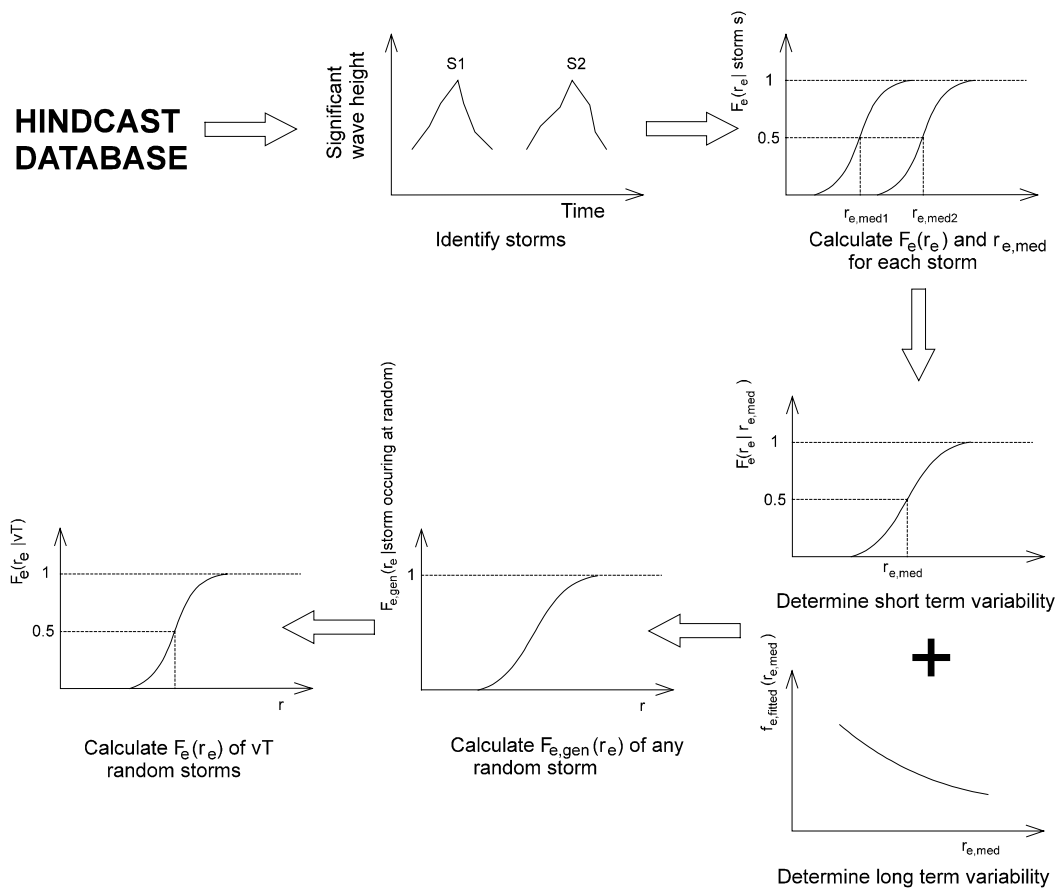 HINDCAST
DATABASE
Significant
wave height
S1
S2
Time
Identify storms
F_e(r_e| storm s)
1
0.5
r_e,med1
r_e,med2
Calculate F_e(r_e) and r_e,med
for each storm
F_e(r_e| r_e,med )
1
0.5
r_e,med
Determine short term variability
+
f_e,fitted (r_e,med)
r_e,med
Determine long term variability
F_e,gen(r_e |storm occuring at random)
1
r
Calculate F_e,gen(r_e) of any
random storm
F_e(r_e |vT)
1
0.5
r
Calculate F_e(r_e) of vT
random storms